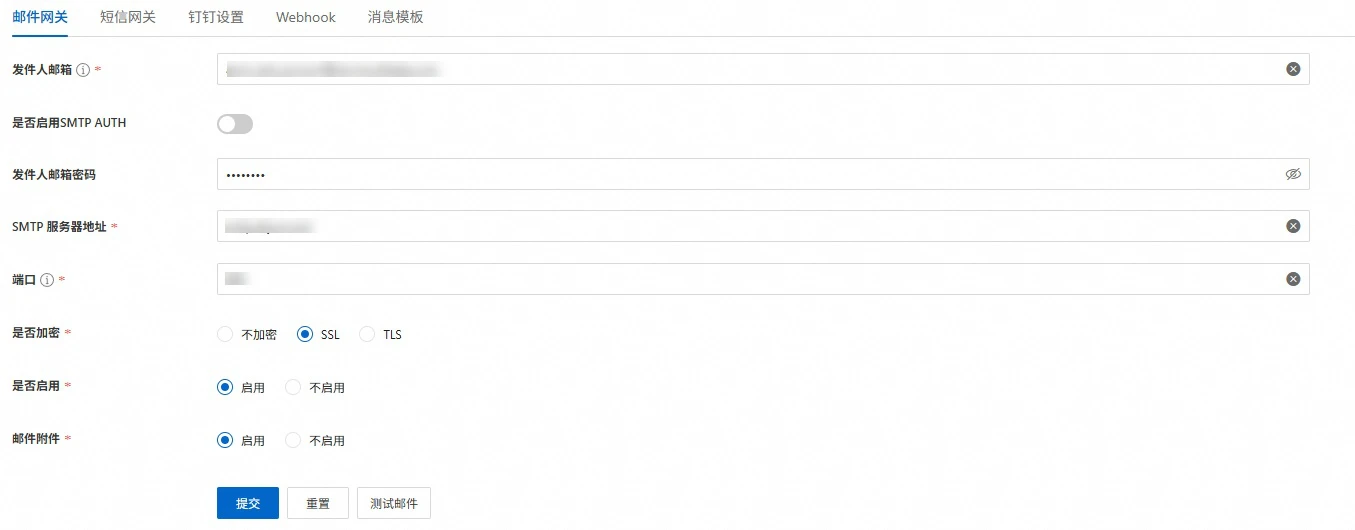 邮件网关 短信网关 钉钉设置 Webhook 消息模板
发件人邮箱 *
是否启用SMTP AUTH
发件人邮箱密码 ••••••••
SMTP 服务器地址 *
端口 *
是否加密 * 不加密 SSL TLS
是否启用 * 启用 不启用
邮件附件 * 启用 不启用
提交 重置 测试邮件